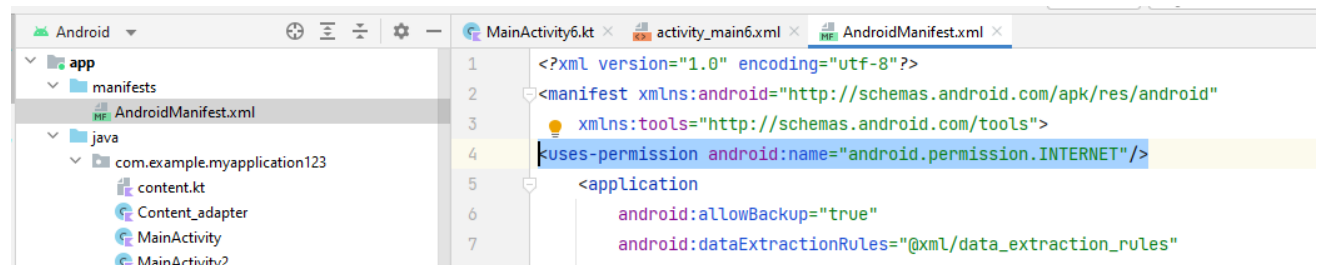 Android
app
manifests
AndroidManifest.xml
java
com.example.myapplication123
content.kt
Content_adapter
MainActivity
MainActivity2
MainActivity6.kt activity_main6.xml AndroidManifest.xml
1 <?xml version="1.0" encoding="utf-8"?>
2 <manifest xmlns:android="http://schemas.android.com/apk/res/android"
3 xmlns:tools="http://schemas.android.com/tools">
4 <uses-permission android:name="android.permission.INTERNET"/>
5 <application
6 android:allowBackup="true"
7 android:dataExtractionRules="@xml/data_extraction_rules"